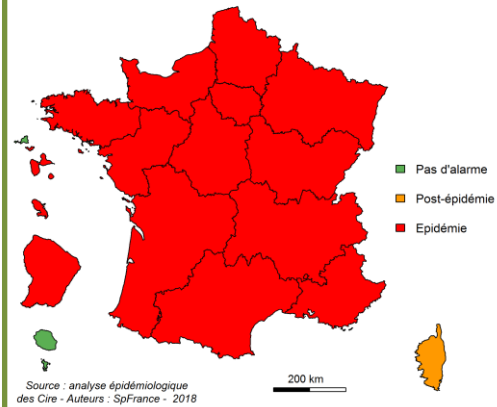 Pas d'alarme
Post-épidémie
Epidémie
200 km
Source : analyse épidémiologique
des Cire - Auteurs : SpFrance - 2018